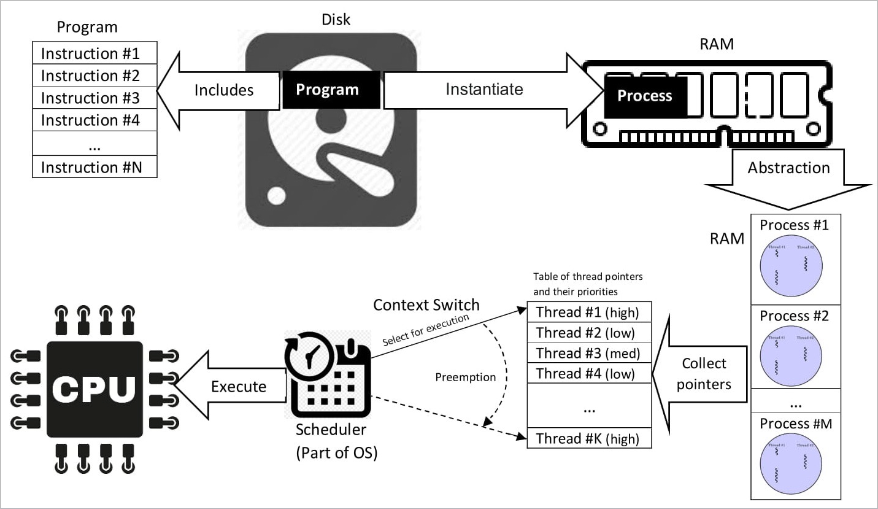 Disk
Program
Instruction #1
Instruction #2
Instruction #3
Instruction #4
...
Instruction #N
Includes
Program
Instantiate
RAM
Process
Abstraction
RAM
Process #1
Process #2
...
Process #M
Collect
pointers
Table of thread pointers
and their priorities
Thread #1 (high)
Thread #2 (low)
Thread #3 (med)
Thread #4 (low)
...
Thread #K (high)
Context Switch
Select for execution
Preemption
Scheduler
(Part of OS)
Execute
CPU